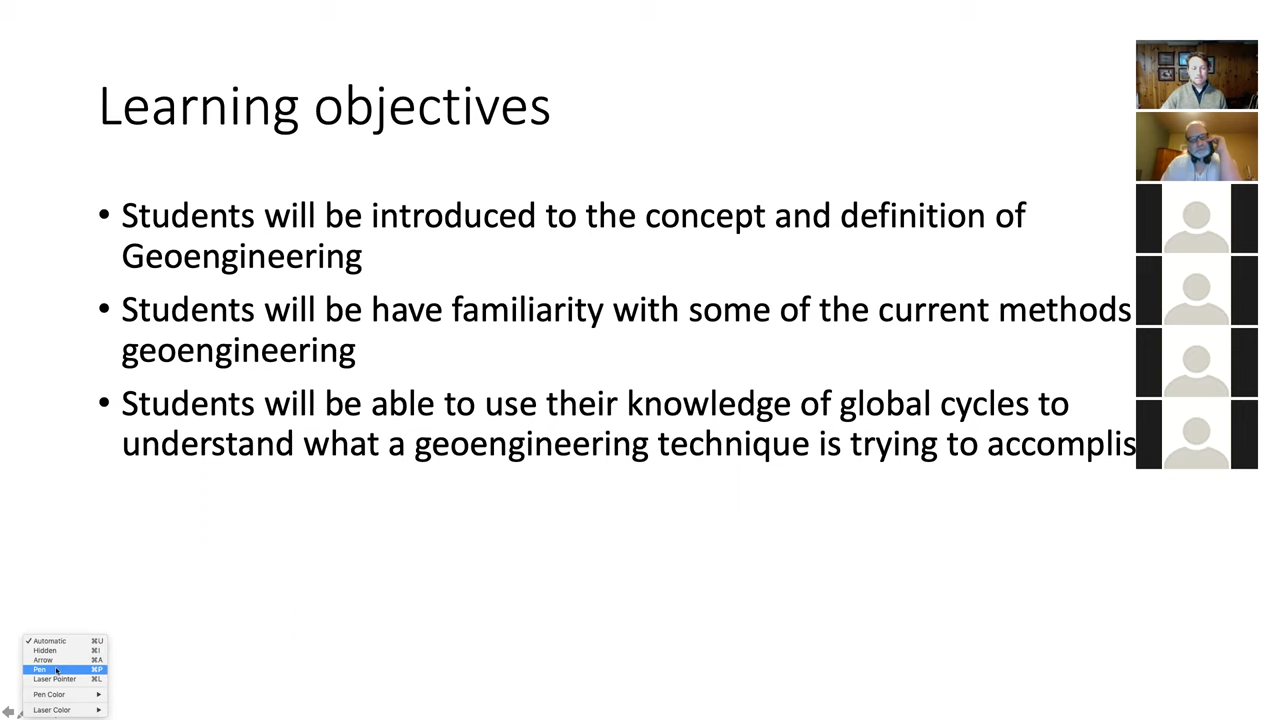 Learning objectives
• Students will be introduced to the concept and definition of
Geoengineering
• Students will be have familiarity with some of the current methods
geoengineering
• Students will be able to use their knowledge of global cycles to
understand what a geoengineering technique is trying to accomplis
✓ Automatic ⌘U
Hidden ⌘I
Arrow ⌘A
Pen ⌘P
Laser Pointer ⌘L
Pen Color
Laser Color